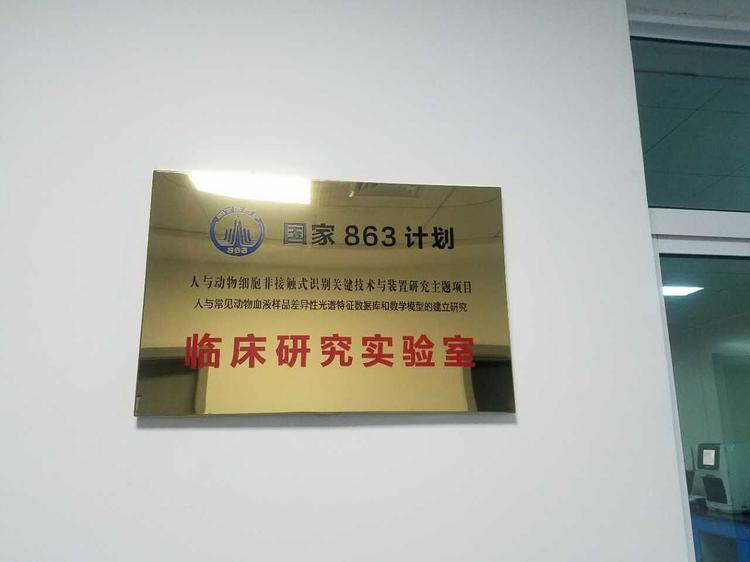 国家 863 计划
人与动物细胞非接触式识别关键技术与装置研究主题项目
人与常见动物血液样品差异性光谱特征数据库和数学模型的建立研究
临床研究实验室